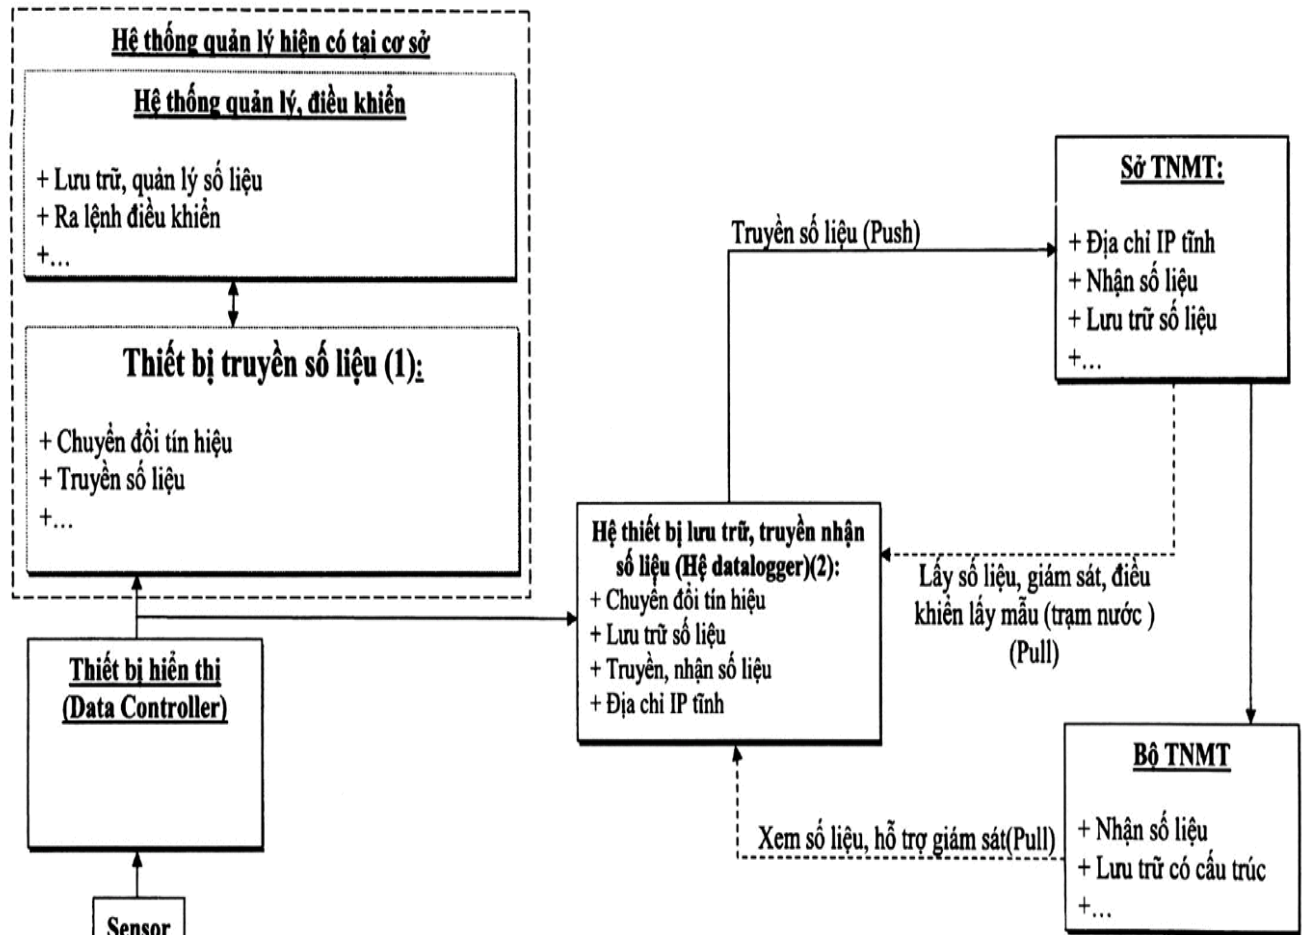 Hệ thống quản lý hiện có tại cơ sở
Hệ thống quản lý, điều khiển
+ Lưu trữ, quản lý số liệu
+ Ra lệnh điều khiển
+...
Thiết bị truyền số liệu (1):
+ Chuyển đổi tín hiệu
+ Truyền số liệu
+...
Thiết bị hiển thị
(Data Controller)
Sensor
Hệ thiết bị lưu trữ, truyền nhận
số liệu (Hệ datalogger)(2):
+ Chuyển đổi tín hiệu
+ Lưu trữ số liệu
+ Truyền, nhận số liệu
+ Địa chỉ IP tĩnh
Truyền số liệu (Push)
Sở TNMT:
+ Địa chỉ IP tĩnh
+ Nhận số liệu
+ Lưu trữ số liệu
+...
Lấy số liệu, giám sát, điều
khiển lấy mẫu (trạm nước )
(Pull)
Xem số liệu, hỗ trợ giám sát(Pull)
Bộ TNMT
+ Nhận số liệu
+ Lưu trữ có cấu trúc
+...